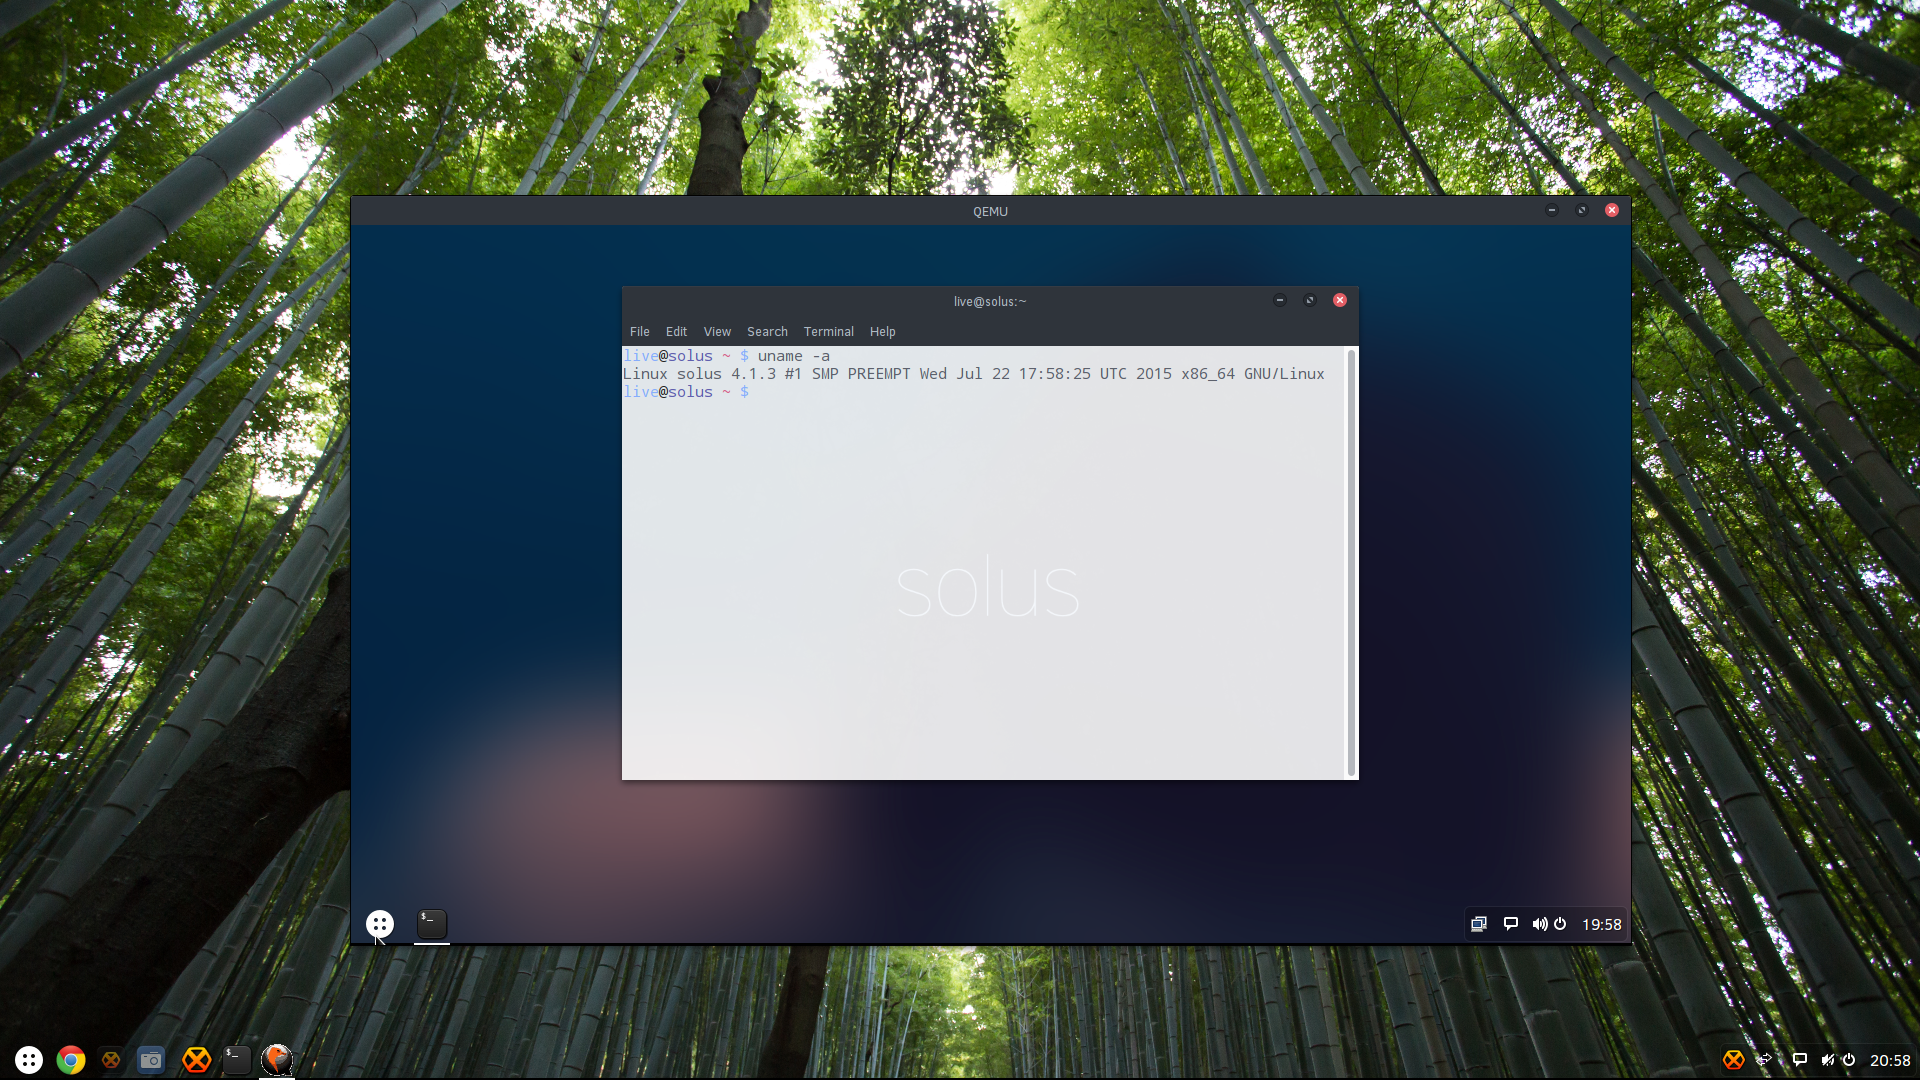 QEMU
live@solus:~
File Edit View Search Terminal Help
live@solus ~ $ uname -a
Linux solus 4.1.3 #1 SMP PREEMPT Wed Jul 22 17:58:25 UTC 2015 x86_64 GNU/Linux
live@solus ~ $
solus
$_
19:58
$_
20:58